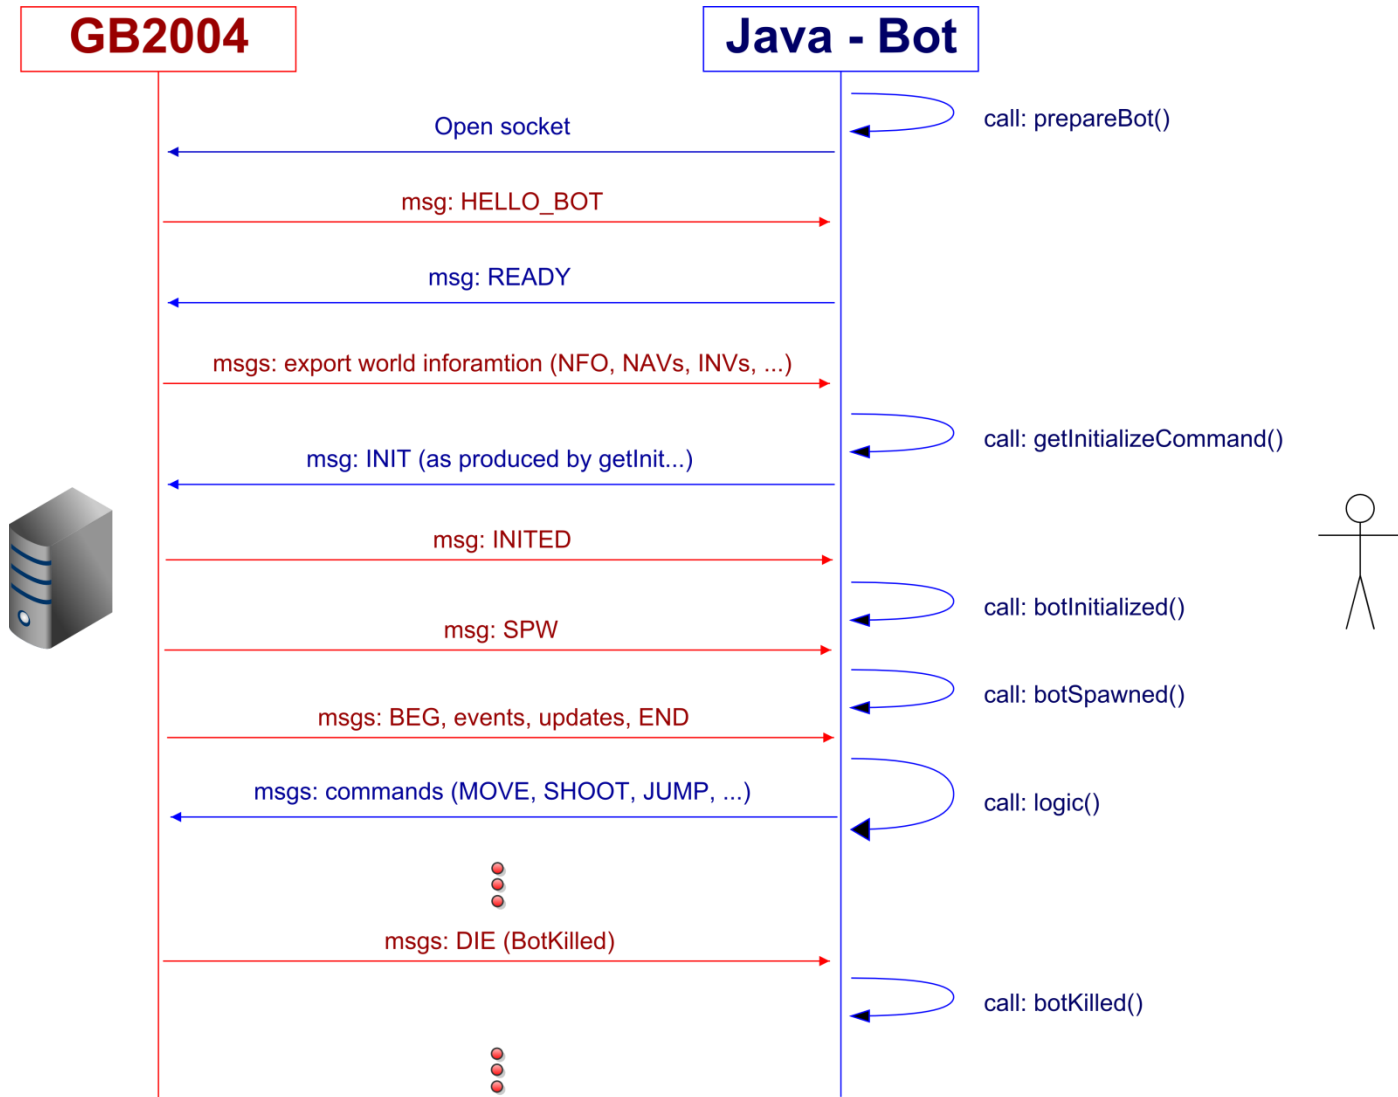 GB2004
Java - Bot
call: prepareBot()
Open socket
msg: HELLO_BOT
msg: READY
msgs: export world inforamtion (NFO, NAVs, INVs, ...)
call: getInitializeCommand()
msg: INIT (as produced by getInit...)
msg: INITED
call: botInitialized()
msg: SPW
call: botSpawned()
msgs: BEG, events, updates, END
msgs: commands (MOVE, SHOOT, JUMP, ...)
call: logic()
msgs: DIE (BotKilled)
call: botKilled()